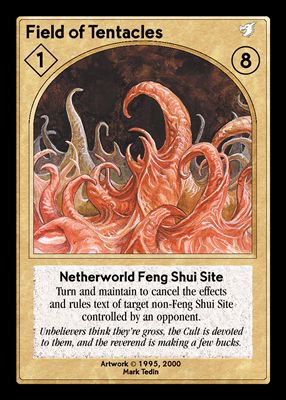 Field of Tentacles
1
8
Netherworld Feng Shui Site
Turn and maintain to cancel the effects
and rules text of target non-Feng Shui Site
controlled by an opponent.
Unbelievers think they're gross, the Cult is devoted
to them, and the reverend is making a few bucks.
Artwork © 1995, 2000
Mark Tedin